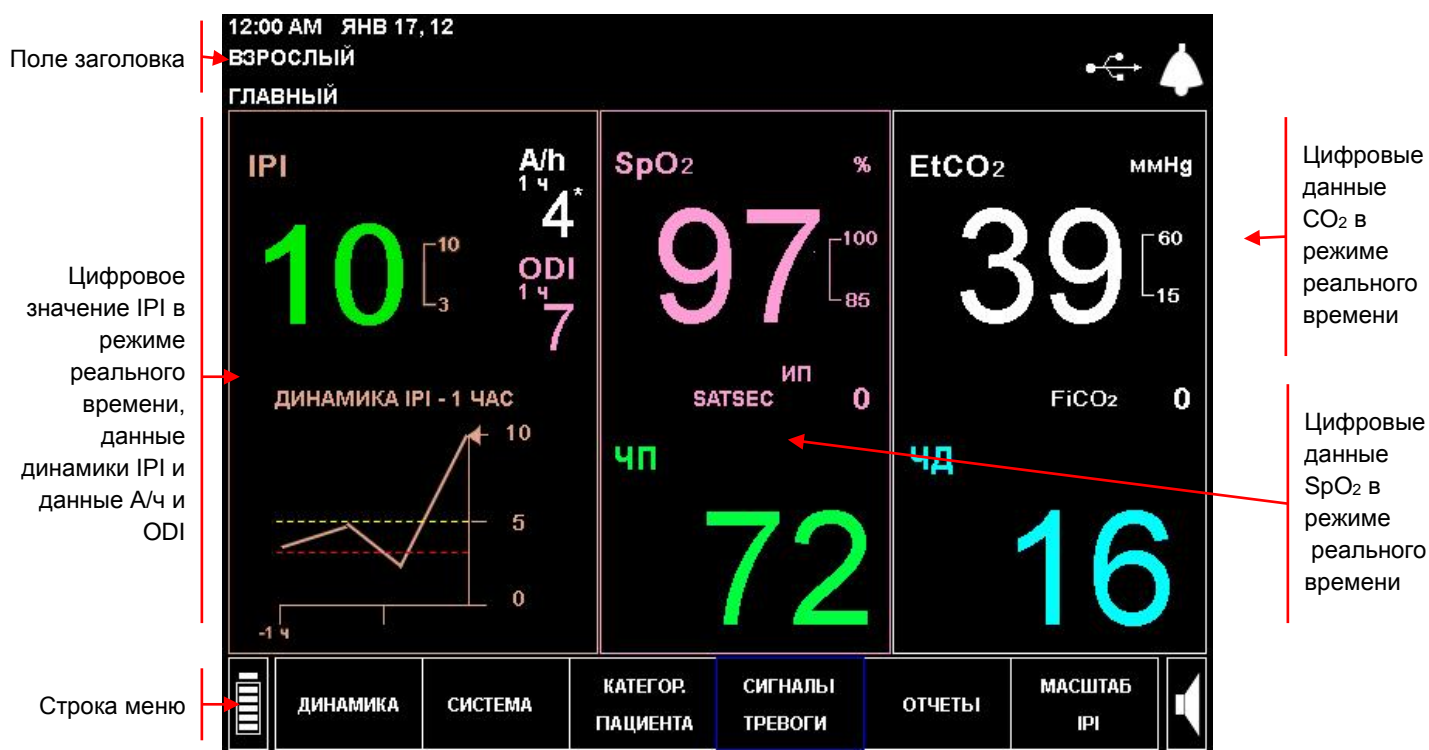 12:00 AM ЯНВ 17, 12
Поле заголовка
ВЗРОСЛЫЙ
ГЛАВНЫЙ
Цифровое
значение IPI в
режиме
реального
времени,
данные
динамики IPI и
данные А/ч и
ODI
IPI
10
10
3
A/h
1 ч
4*
ODI
1 ч
7
ДИНАМИКА IPI - 1 ЧАС
10
5
0
-1 ч
SpO2 %
97
100
85
ИП
SATSEC 0
ЧП
72
EtCO2 ммHg
39
60
15
FiCO2 0
ЧД
16
Цифровые
данные
CO2 в
режиме
реального
времени
Цифровые
данные
SpO2 в
режиме
реального
времени
Строка меню
ДИНАМИКА
СИСТЕМА
КАТЕГОР.
ПАЦИЕНТА
СИГНАЛЫ
ТРЕВОГИ
ОТЧЕТЫ
МАСШТАБ
IPI